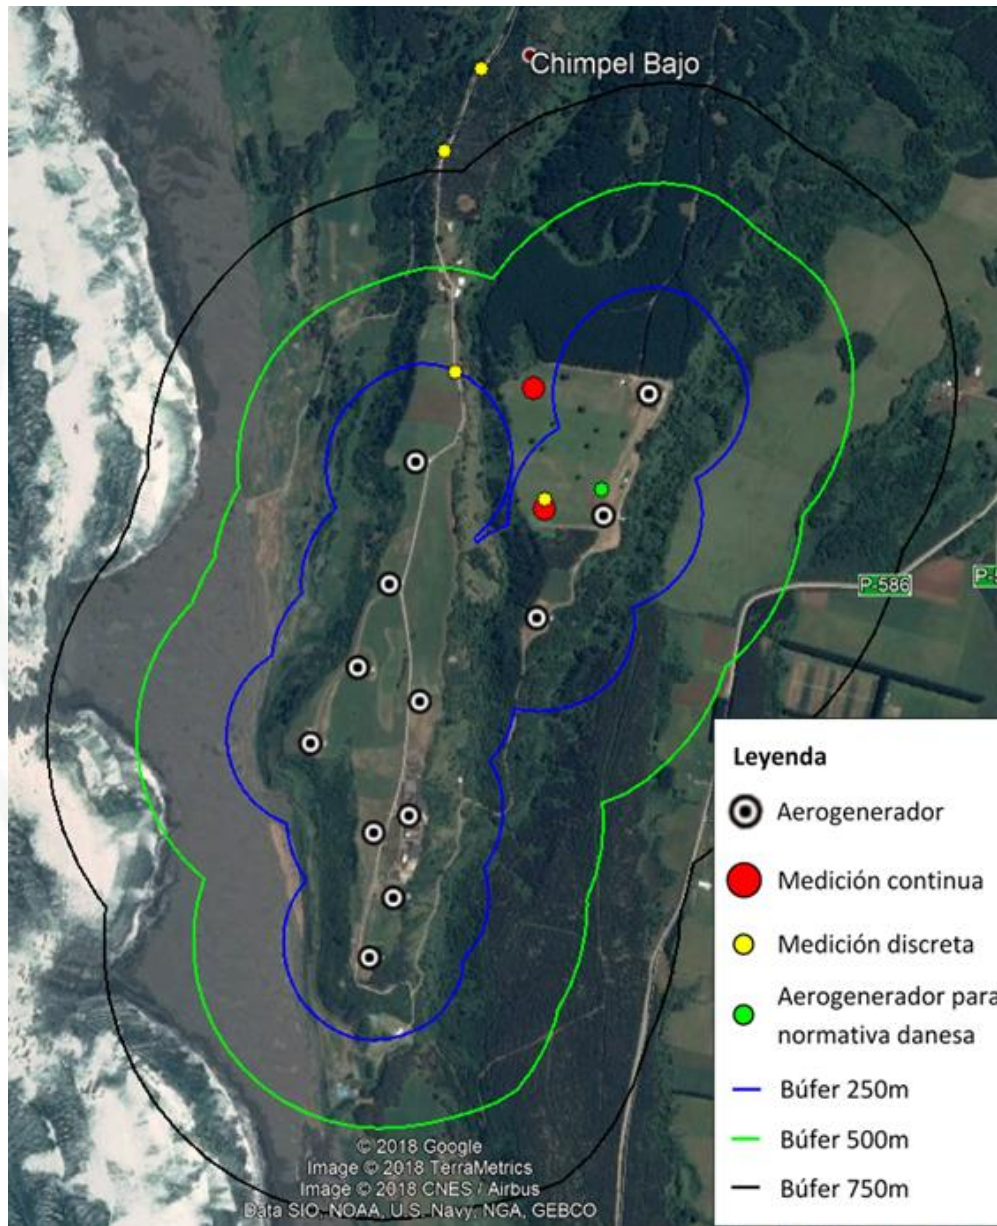 Chimpel Bajo
P-586
Leyenda
Aerogenerador
Medición continua
Medición discreta
Aerogenerador para
normativa danesa
Búfer 250m
Búfer 500m
Búfer 750m
© 2018 Google
Image © 2018 TerraMetrics
Image © 2018 CNES / Airbus
Data SIO, NOAA, U.S. Navy, NGA, GEBCO